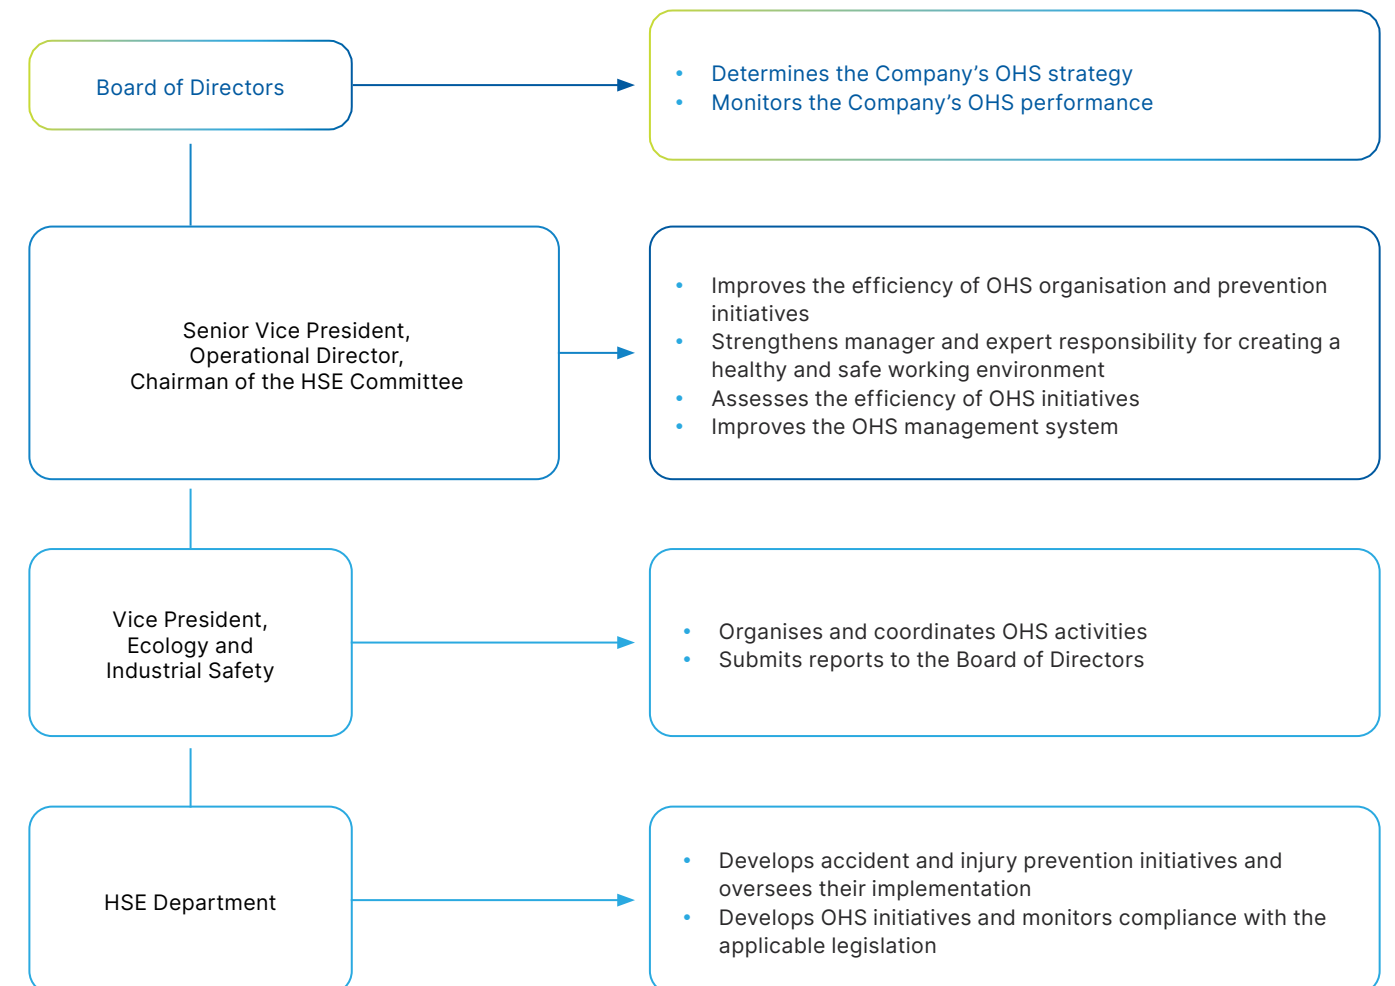 Board of Directors
• Determines the Company’s OHS strategy
• Monitors the Company’s OHS performance
Senior Vice President,
Operational Director,
Chairman of the HSE Committee
• Improves the efficiency of OHS organisation and prevention
initiatives
• Strengthens manager and expert responsibility for creating a
healthy and safe working environment
• Assesses the efficiency of OHS initiatives
• Improves the OHS management system
Vice President,
Ecology and
Industrial Safety
• Organises and coordinates OHS activities
• Submits reports to the Board of Directors
HSE Department
• Develops accident and injury prevention initiatives and
oversees their implementation
• Develops OHS initiatives and monitors compliance with the
applicable legislation